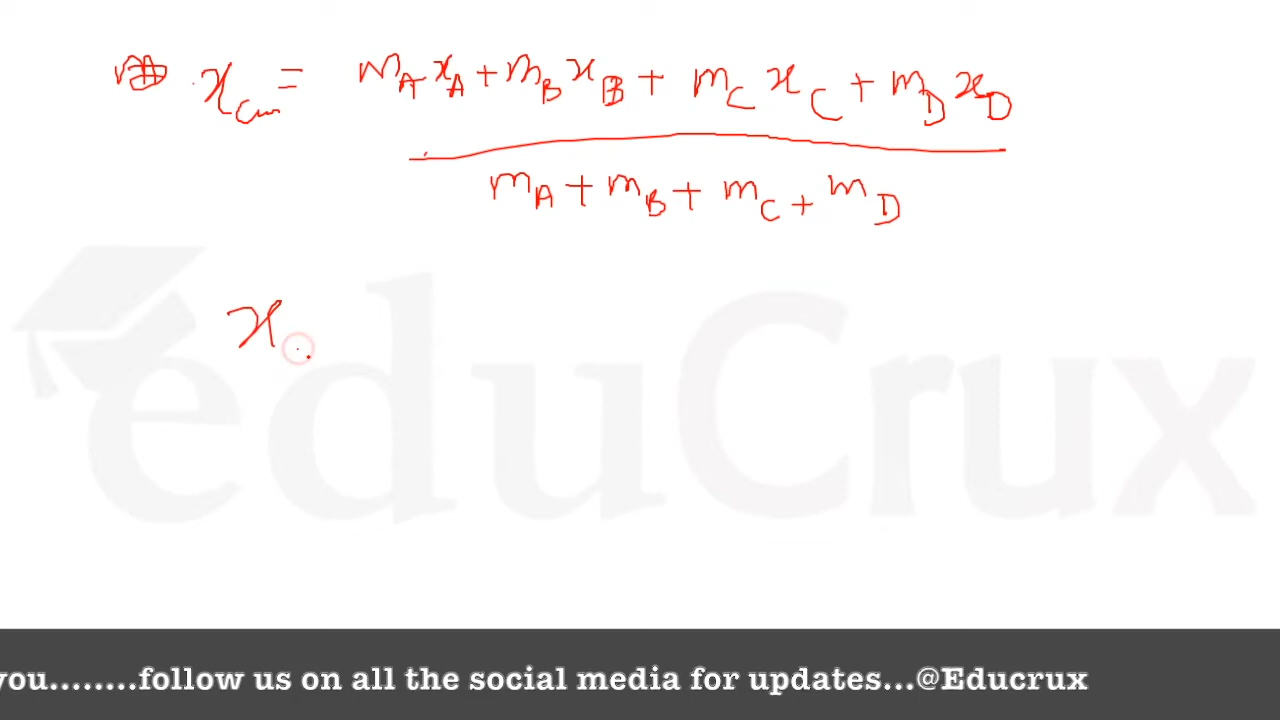 x_cm = m_A x_A + m_B x_B + m_C x_C + m_D x_D
m_A + m_B + m_C + m_D
x
eduCrux
you........follow us on all the social media for updates...@Educrux